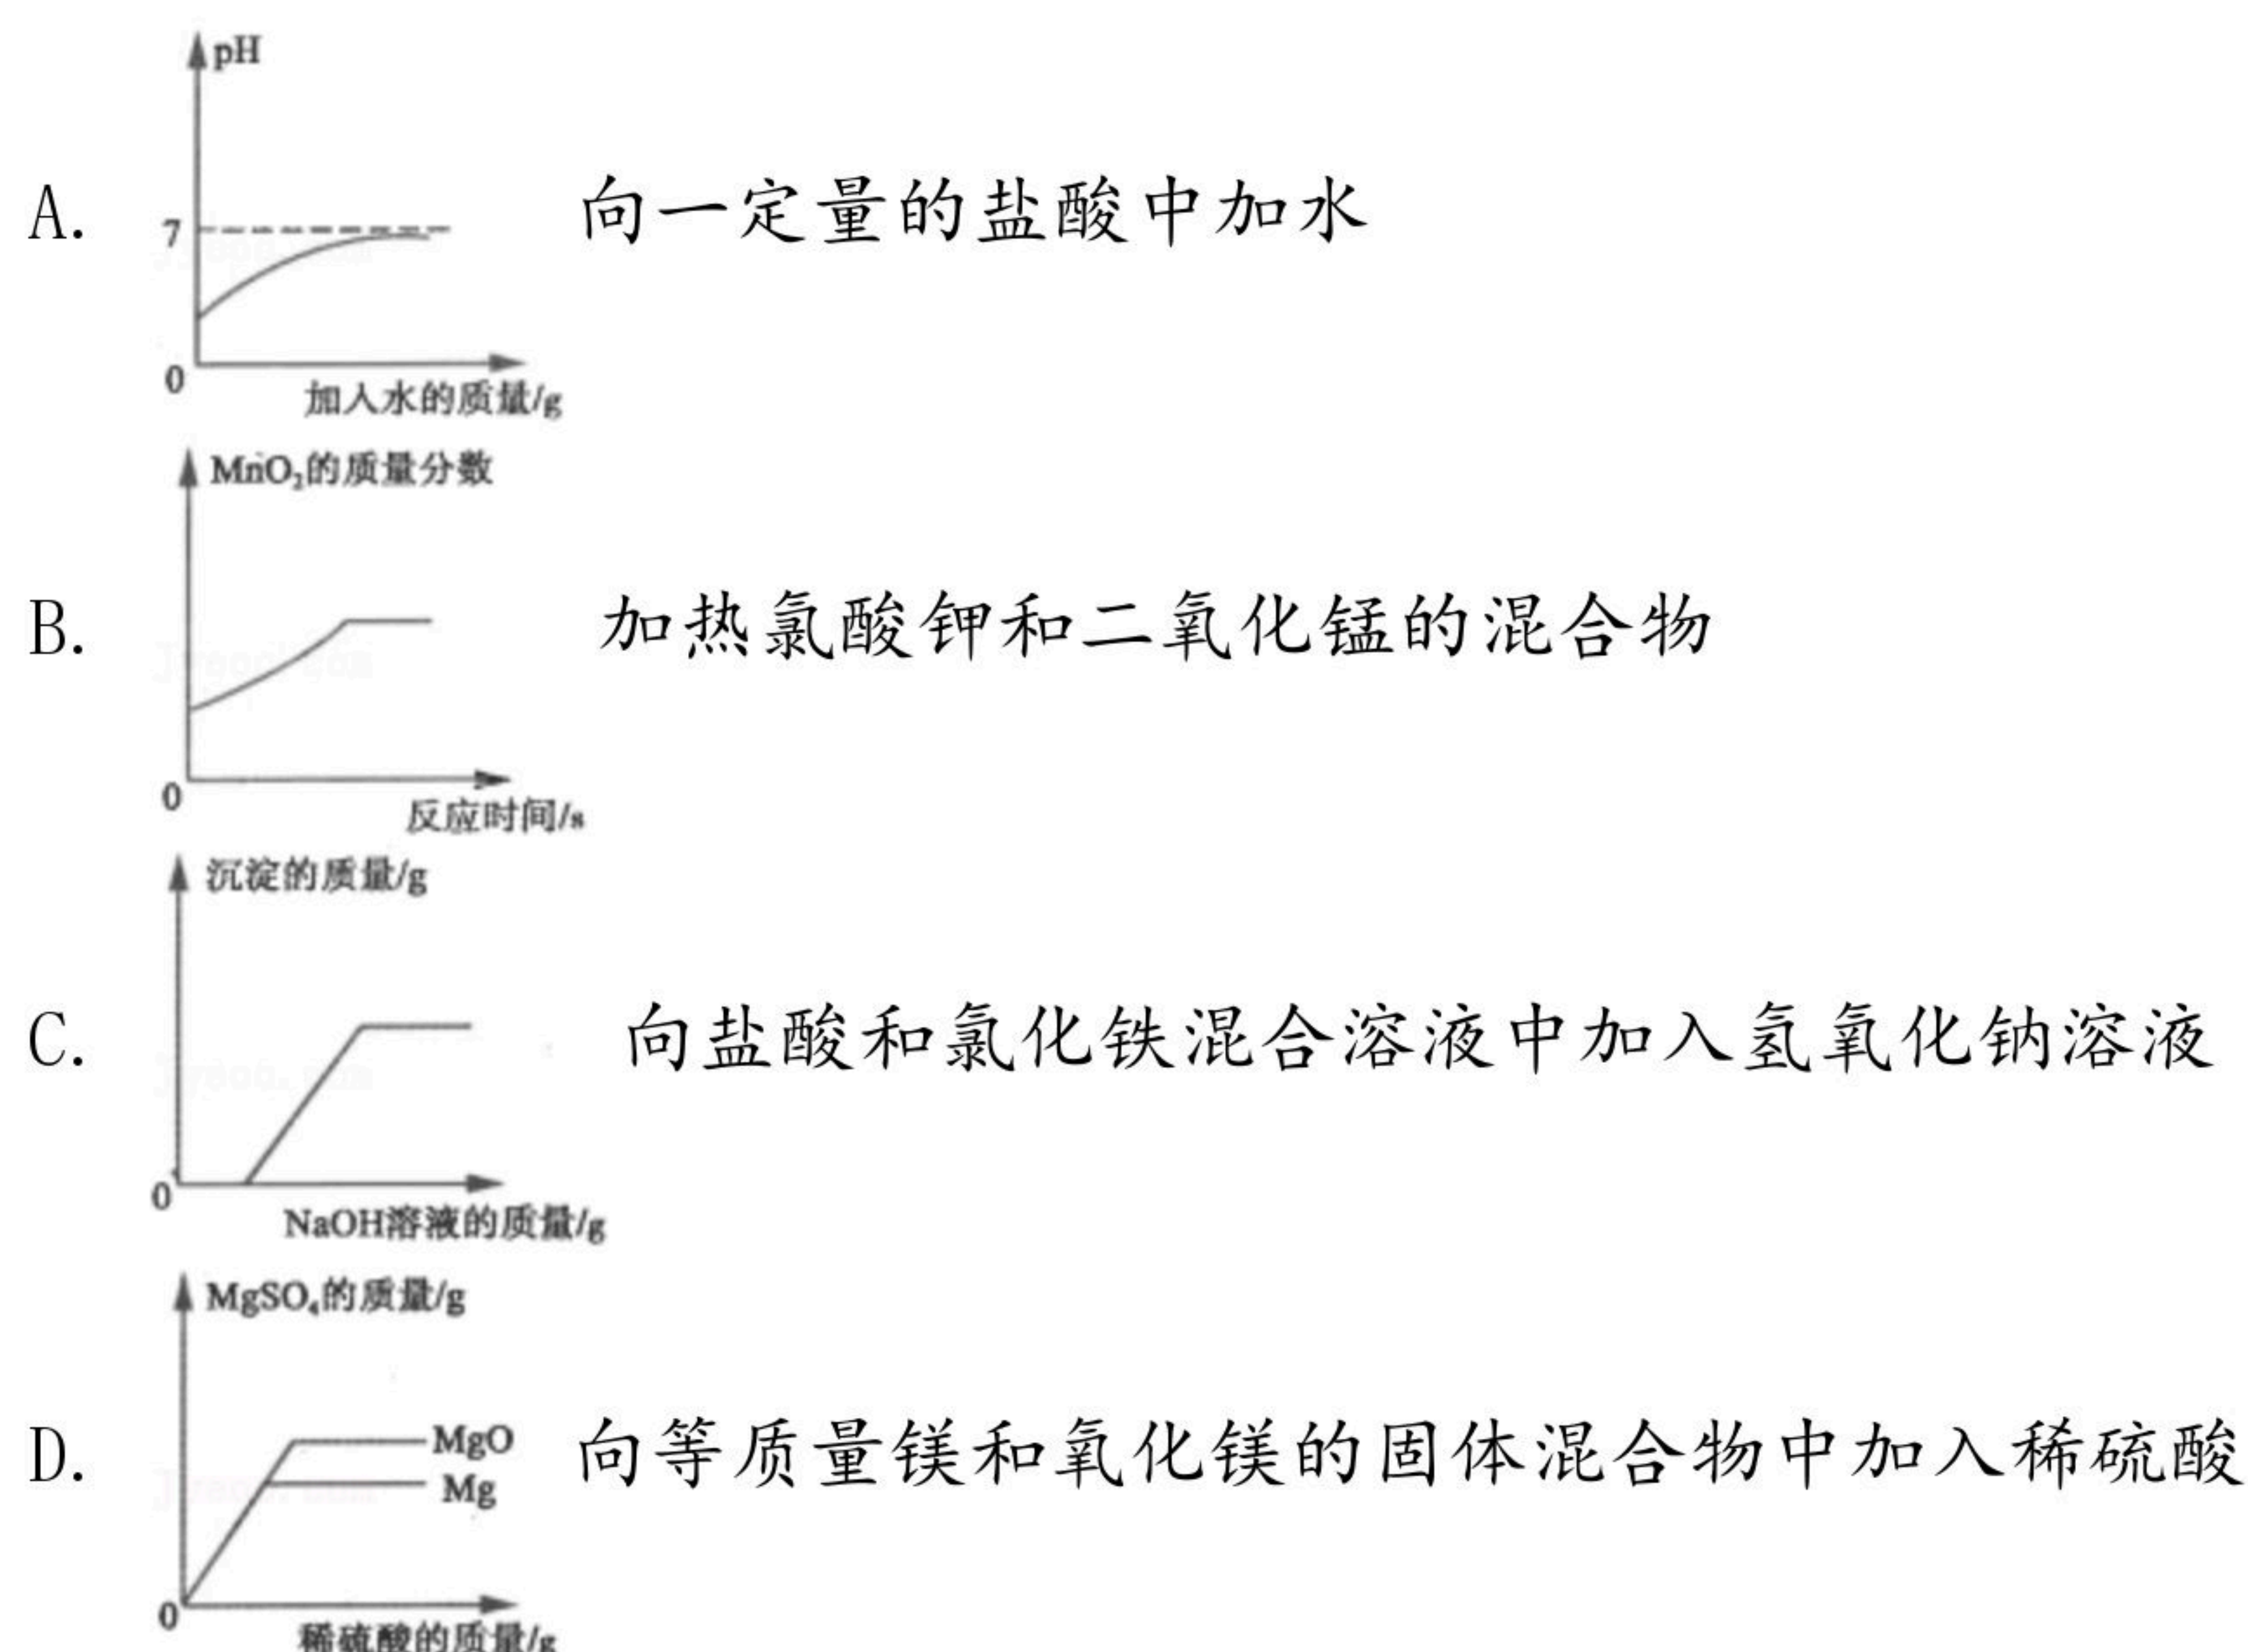 pH
A. 7 向一定量的盐酸中加水
0
加入水的质量/g
MnO₂的质量分数
B. 加热氯酸钾和二氧化锰的混合物
0
反应时间/s
沉淀的质量/g
C. 向盐酸和氯化铁混合溶液中加入氢氧化钠溶液
0
NaOH溶液的质量/g
MgSO₄的质量/g
MgO
D. 向等质量镁和氧化镁的固体混合物中加入稀硫酸
Mg
0
稀硫酸的质量/g